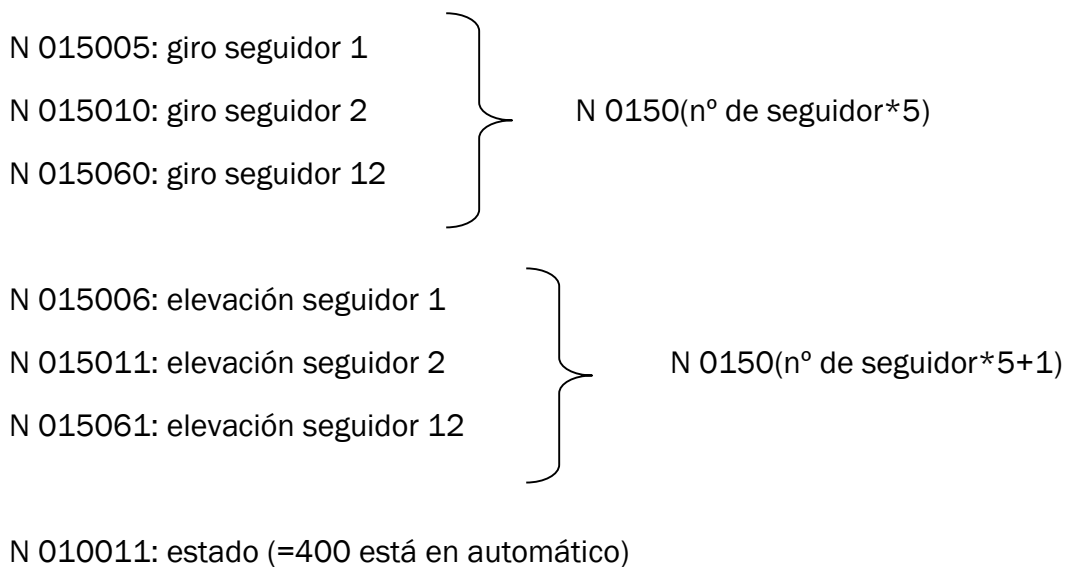 N 015005: giro seguidor 1
N 015010: giro seguidor 2
N 0150(nº de seguidor*5)
N 015060: giro seguidor 12
N 015006: elevación seguidor 1
N 015011: elevación seguidor 2
N 0150(nº de seguidor*5+1)
N 015061: elevación seguidor 12
N 010011: estado (=400 está en automático)